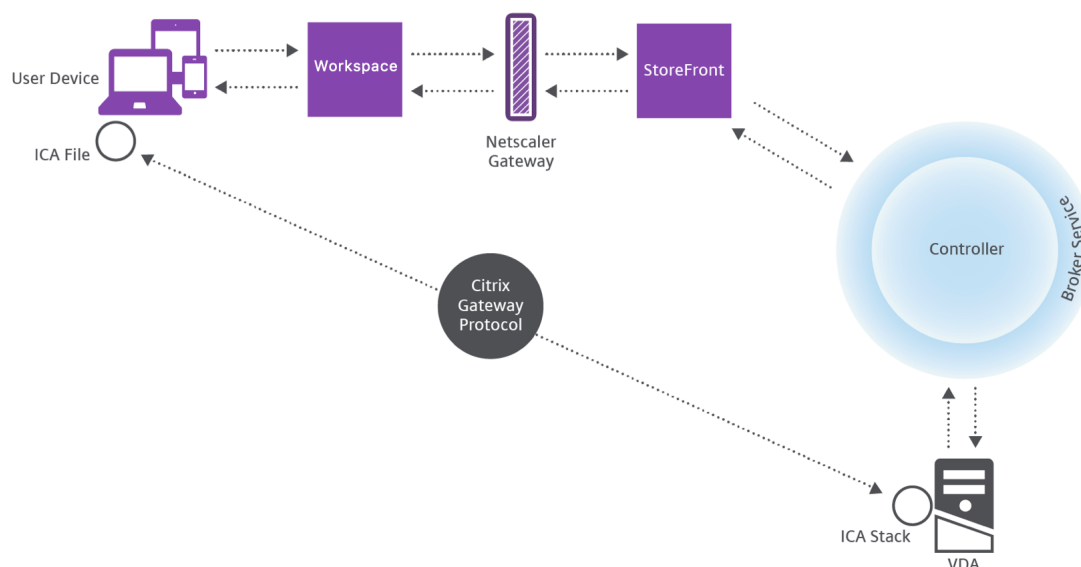 User Device
Workspace
StoreFront
Netscaler
Gateway
ICA File
Controller
Broker Service
Citrix
Gateway
Protocol
ICA Stack
VDA